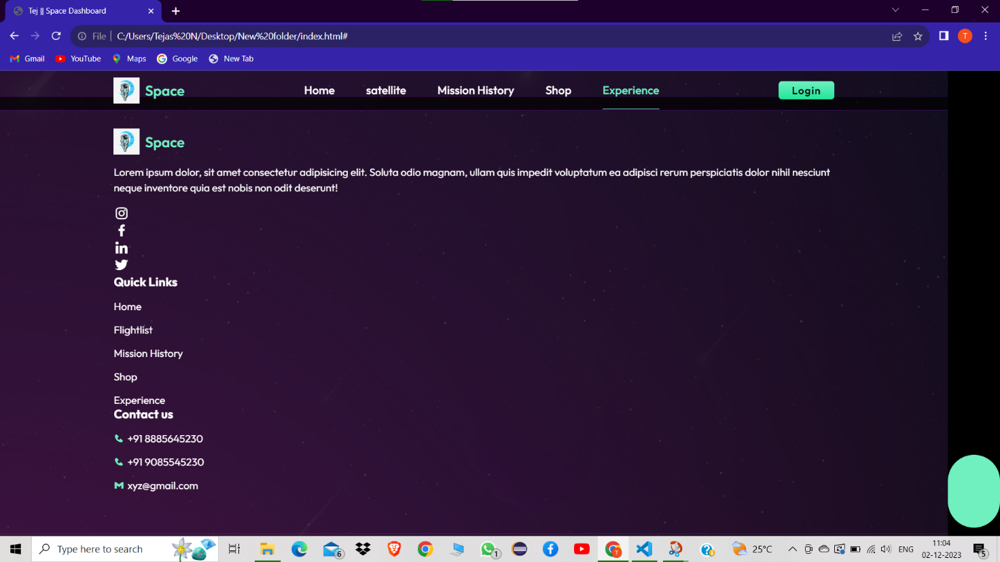 Tej || Space Dashboard
File
C:/Users/Tejas%20N/Desktop/New%20folder/index.html#
T
Gmail
YouTube
Maps
Google
New Tab
Space
Home
satellite
Mission History
Shop
Experience
Login
Space
Lorem ipsum dolor, sit amet consectetur adipisicing elit. Soluta odio magnam, ullam quis impedit voluptatum ea adipisci rerum perspiciatis dolor nihil nesciunt
neque inventore quia est nobis non odit deserunt!
Quick Links
Home
Flightlist
Mission History
Shop
Experience
Contact us
+91 8885645230
+91 9085545230
xyz@gmail.com
Type here to search
6
1
T
25°C
ENG
11:04
02-12-2023
5